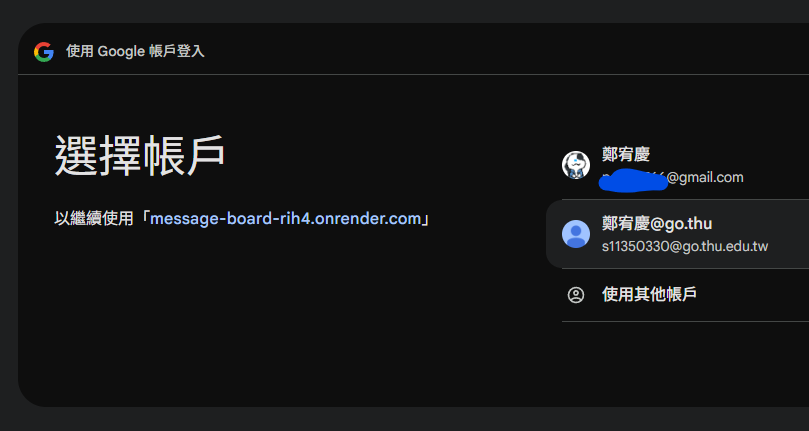 使用 Google 帳戶登入
選擇帳戶
以繼續使用「message-board-rih4.onrender.com」
鄭宥慶
@gmail.com
鄭宥慶@go.thu
s11350330@go.thu.edu.tw
使用其他帳戶